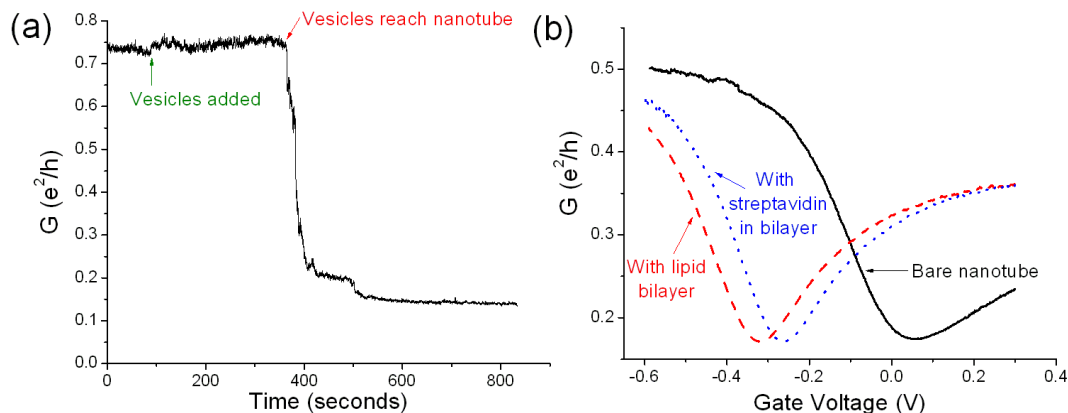 (a)
Vesicles reach nanotube
Vesicles added
G (e²/h)
0.8
0.7
0.6
0.5
0.4
0.3
0.2
0.1
0.0
0
200
400
600
800
Time (seconds)
(b)
With
streptavidin
in bilayer
With lipid
bilayer
Bare nanotube
G (e²/h)
0.5
0.4
0.3
0.2
-0.6
-0.4
-0.2
0.0
0.2
0.4
Gate Voltage (V)